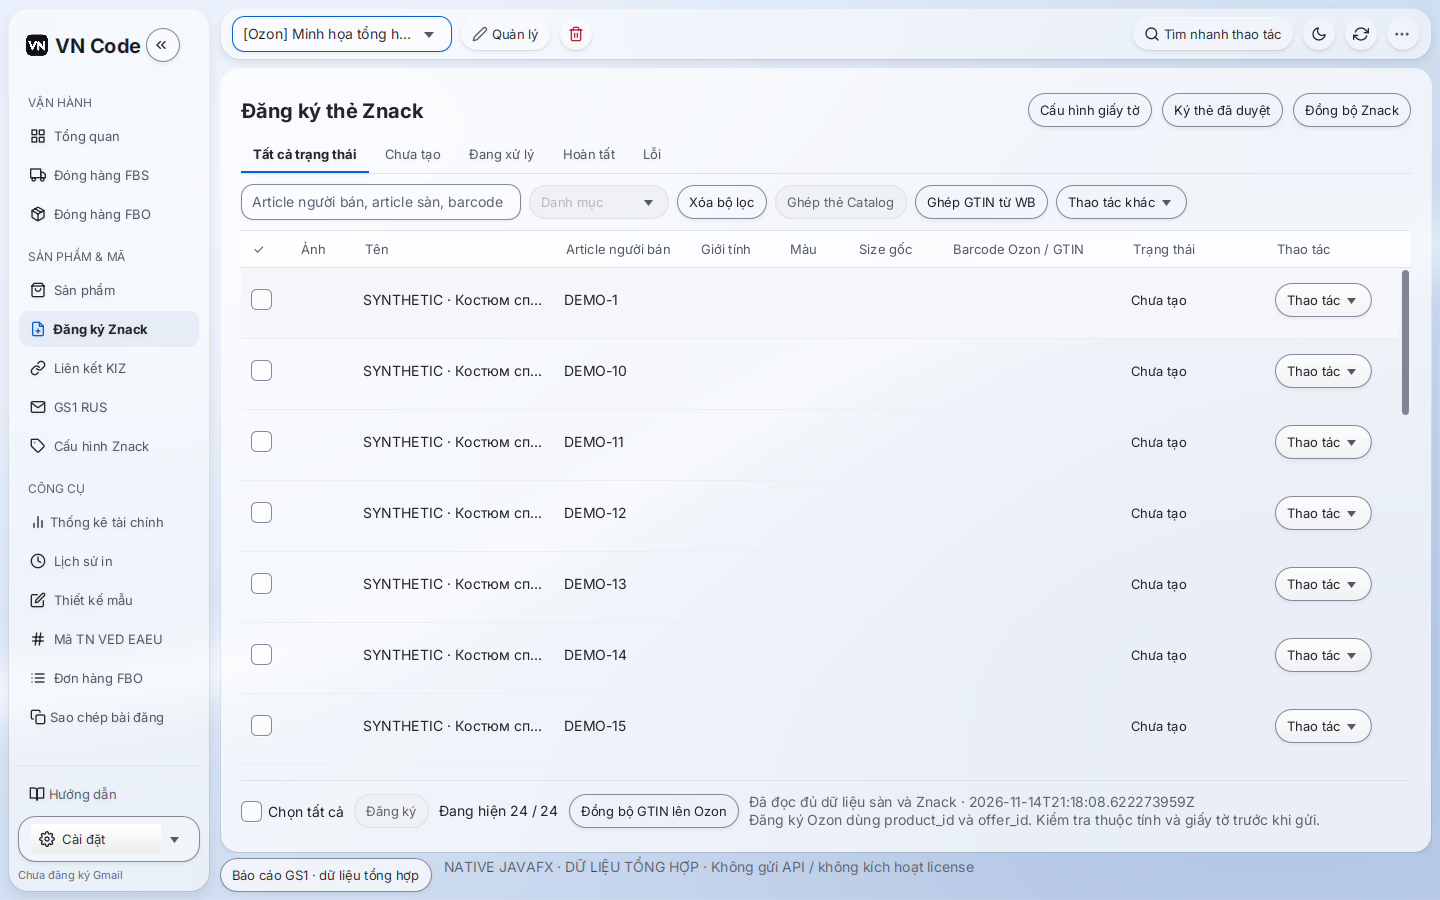 VN VN Code
VẬN HÀNH
Tổng quan
Đóng hàng FBS
Đóng hàng FBO
SẢN PHẨM & MÃ
Sản phẩm
Đăng ký Znack
Liên kết KIZ
GS1 RUS
Cấu hình Znack
CÔNG CỤ
Thống kê tài chính
Lịch sử in
Thiết kế mẫu
Mã TN VED EAEU
Đơn hàng FBO
Sao chép bài đăng
Hướng dẫn
Cài đặt
Chưa đăng ký Gmail
[Ozon] Minh họa tổng h... Quản lý Tìm nhanh thao tác
Đăng ký thẻ Znack Cấu hình giấy tờ Ký thẻ đã duyệt Đồng bộ Znack
Tất cả trạng thái Chưa tạo Đang xử lý Hoàn tất Lỗi
Article người bán, article sàn, barcode Danh mục Xóa bộ lọc Ghép thẻ Catalog Ghép GTIN từ WB Thao tác khác
Ảnh Tên Article người bán Giới tính Màu Size gốc Barcode Ozon / GTIN Trạng thái Thao tác
SYNTHETIC · Костюм сп... DEMO-1 Chưa tạo Thao tác
SYNTHETIC · Костюм сп... DEMO-10 Chưa tạo Thao tác
SYNTHETIC · Костюм сп... DEMO-11 Chưa tạo Thao tác
SYNTHETIC · Костюм сп... DEMO-12 Chưa tạo Thao tác
SYNTHETIC · Костюм сп... DEMO-13 Chưa tạo Thao tác
SYNTHETIC · Костюм сп... DEMO-14 Chưa tạo Thao tác
SYNTHETIC · Костюм сп... DEMO-15 Chưa tạo Thao tác
Chọn tất cả Đăng ký Đang hiện 24 / 24 Đồng bộ GTIN lên Ozon
Đã đọc đủ dữ liệu sàn và Znack · 2026-11-14T21:18:08.622273959Z
Đăng ký Ozon dùng product_id và offer_id. Kiểm tra thuộc tính và giấy tờ trước khi gửi.
Báo cáo GS1 · dữ liệu tổng hợp NATIVE JAVAFX · DỮ LIỆU TỔNG HỢP · Không gửi API / không kích hoạt license